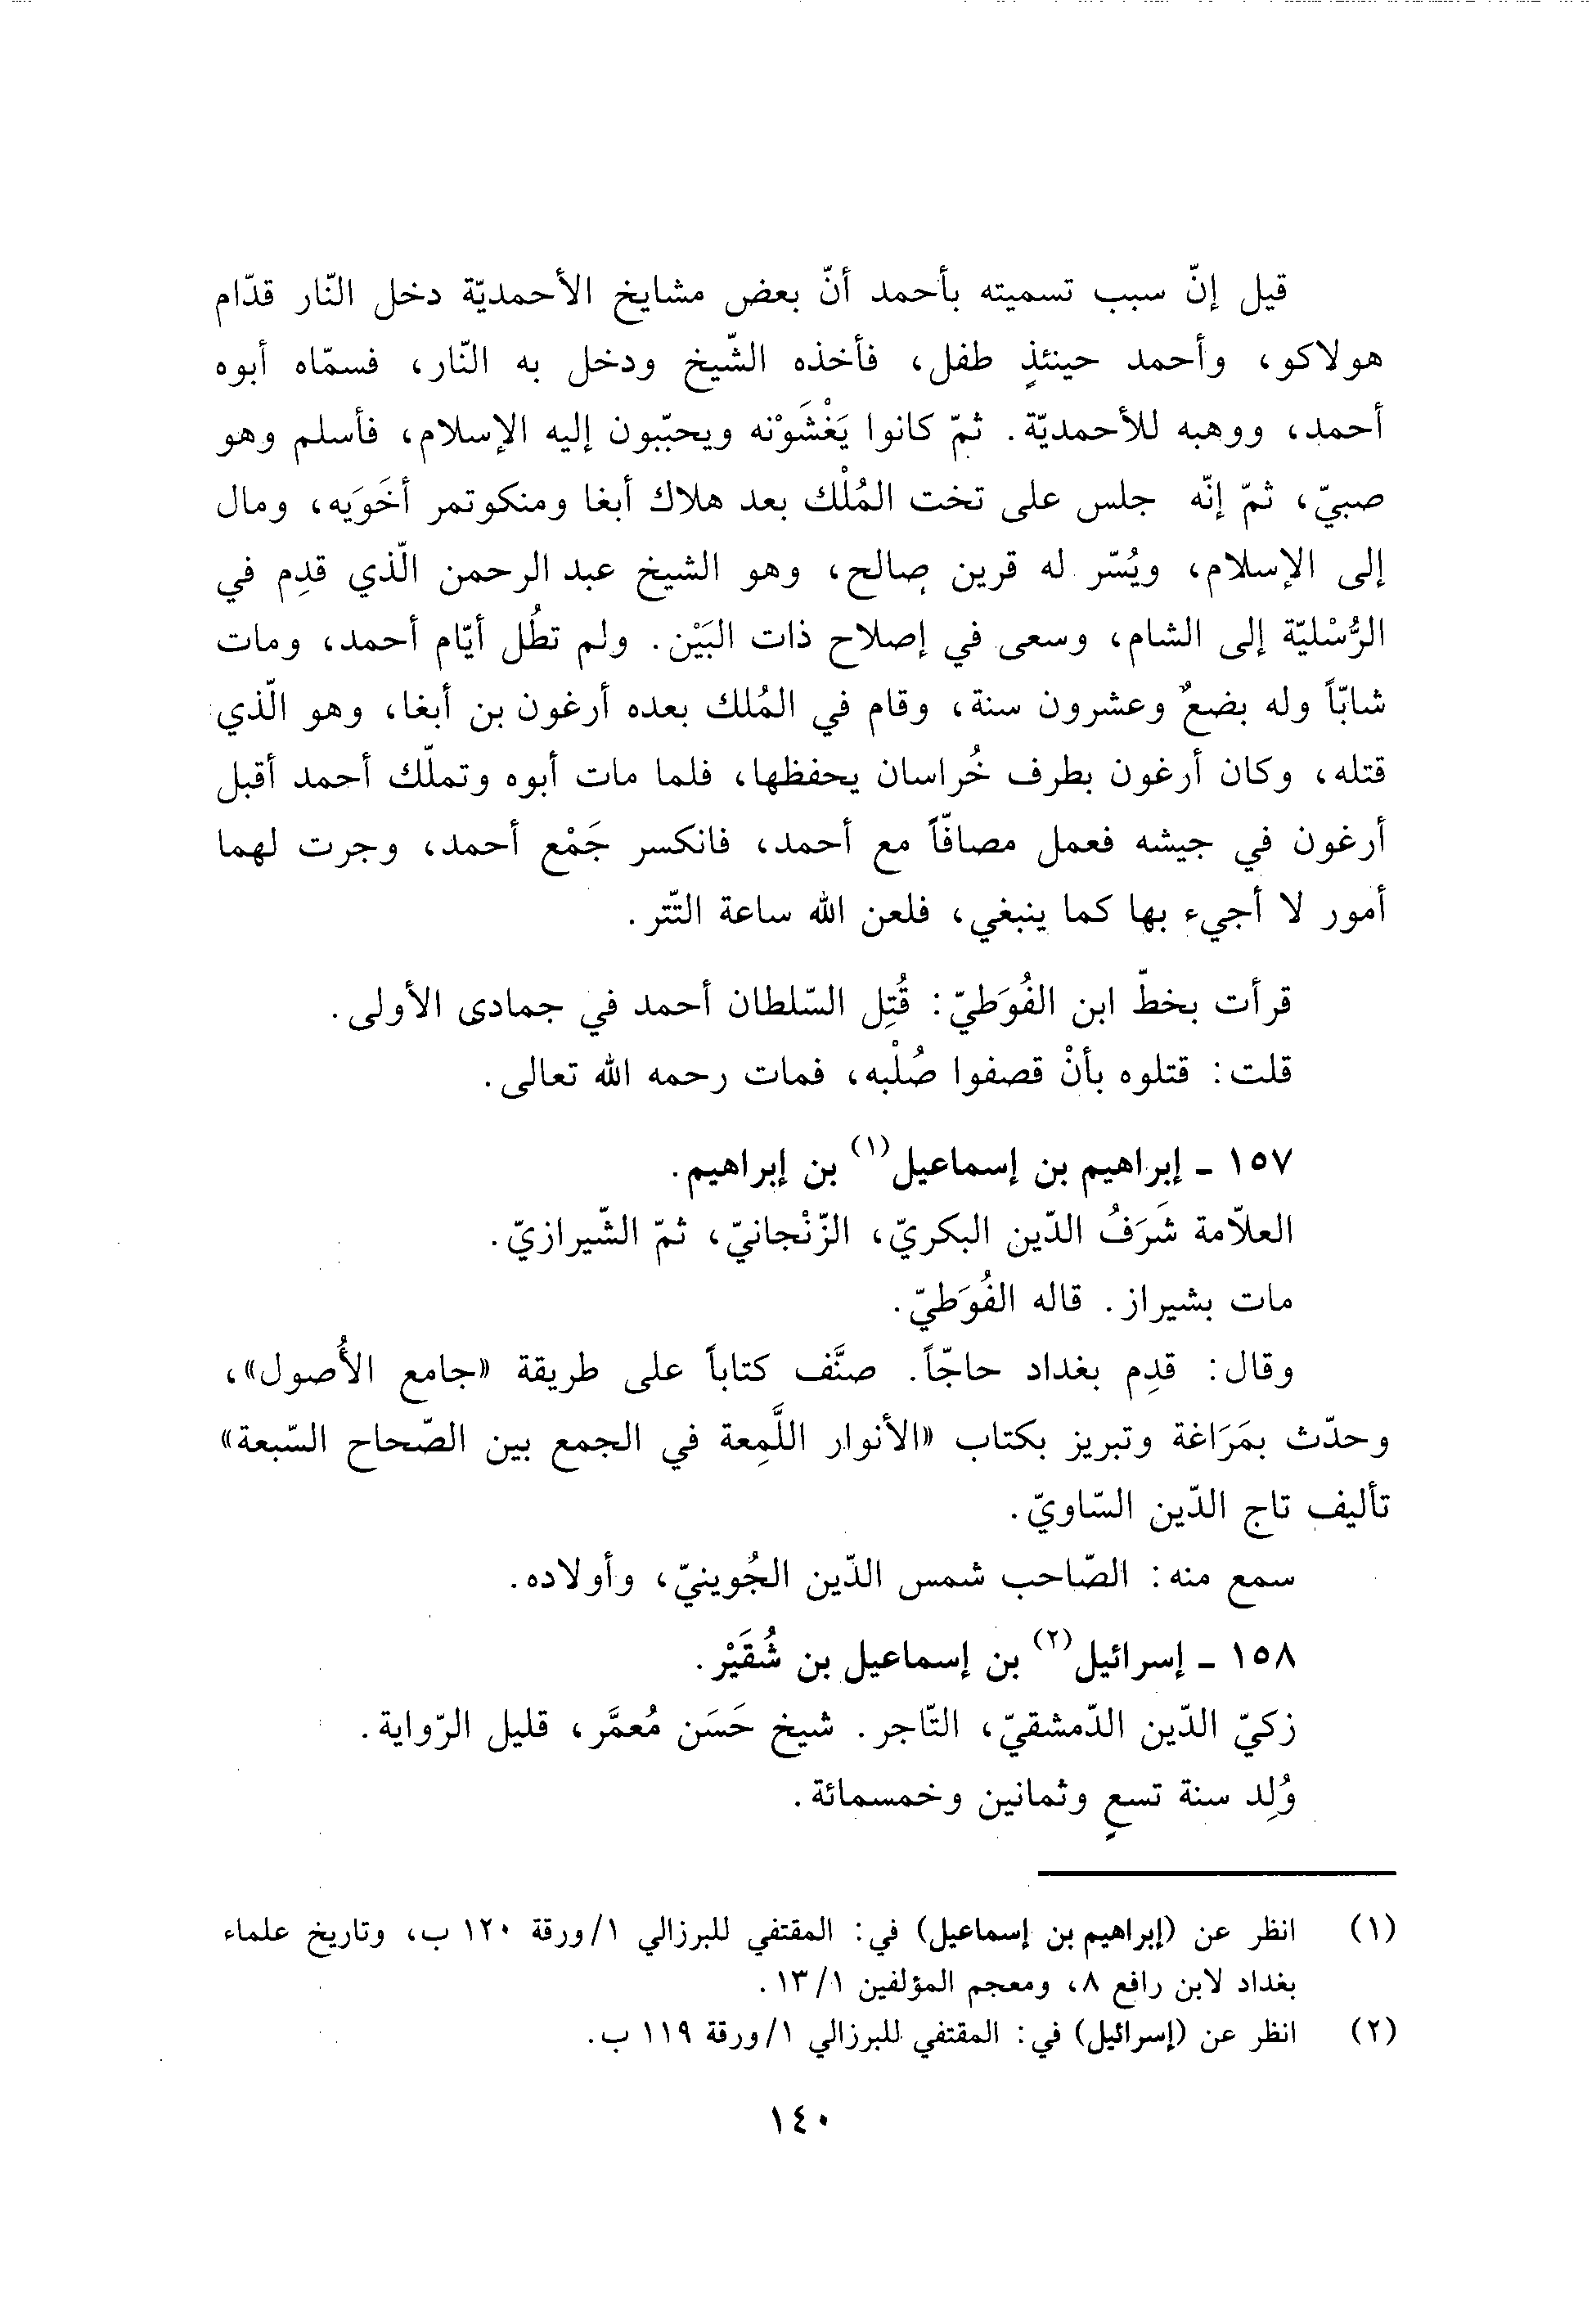 قيل إنّ سبب تسميته بأحمد أنّ بعض مشايخ الأحمديّة دخل النّار قدّام
هولاكو، وأحمد حينئذٍ طفل، فأخذه الشّيخ ودخل به النّار، فسمّاه أبوه
أحمد، ووهبه للأحمديّة. ثمّ كانوا يَغْشَوْنه ويحبّبون إليه الإسلام، فأسلم وهو
صبيّ، ثمّ إنّه جلس على تخت المُلْك بعد هلاك أبغا ومنكوتمر أخَوَيه، ومال
إلى الإسلام، ويُسّر له قرين صالح، وهو الشيخ عبد الرحمن الّذي قدِم في
الرُّسْليّة إلى الشام، وسعى في إصلاح ذات البَيْن. ولم تطُل أيّام أحمد، ومات
شابّاً وله بضعٌ وعشرون سنة، وقام في المُلك بعده أرغون بن أبغا، وهو الّذي
قتله، وكان أرغون بطرف خُراسان يحفظها، فلما مات أبوه وتملّك أحمد أقبل
أرغون في جيشه فعمل مصافّاً مع أحمد، فانكسر جَمْع أحمد، وجرت لهما
أمور لا أجيء بها كما ينبغي، فلعن الله ساعة التّتر.
قرأت بخطّ ابن الفُوَطيّ: قُتِل السّلطان أحمد في جمادى الأولى.
قلت: قتلوه بأنْ قصفوا صُلْبه، فمات رحمه الله تعالى.
١٥٧ ـ إبراهيم بن إسماعيل(١) بن إبراهيم.
العلاّمة شَرَفُ الدّين البكريّ، الزّنْجانيّ، ثمّ الشّيرازيّ.
مات بشيراز. قاله الفُوَطيّ.
وقال: قدِم بغداد حاجّاً. صنَّف كتاباً على طريقة «جامع الأُصول»،
وحدّث بمَرَاغة وتبريز بكتاب «الأنوار اللَّمِعة في الجمع بين الصّحاح السّبعة»
تأليف تاج الدّين السّاويّ.
سمع منه: الصّاحب شمس الدّين الجُوينيّ، وأولاده.
١٥٨ ـ إسرائيل(٢) بن إسماعيل بن شُقَيْر.
زكيّ الدّين الدّمشقيّ، التّاجر. شيخ حَسَن مُعمَّر، قليل الرّواية.
وُلِد سنة تسعٍ وثمانين وخمسمائة.
(١) انظر عن (إبراهيم بن إسماعيل) في: المقتفي للبرزالي ١/ورقة ١٢٠ ب، وتاريخ علماء
بغداد لابن رافع ٨، ومعجم المؤلفين ١٣/١.
(٢) انظر عن (إسرائيل) في: المقتفي للبرزالي ١/ورقة ١١٩ ب.
١٤٠